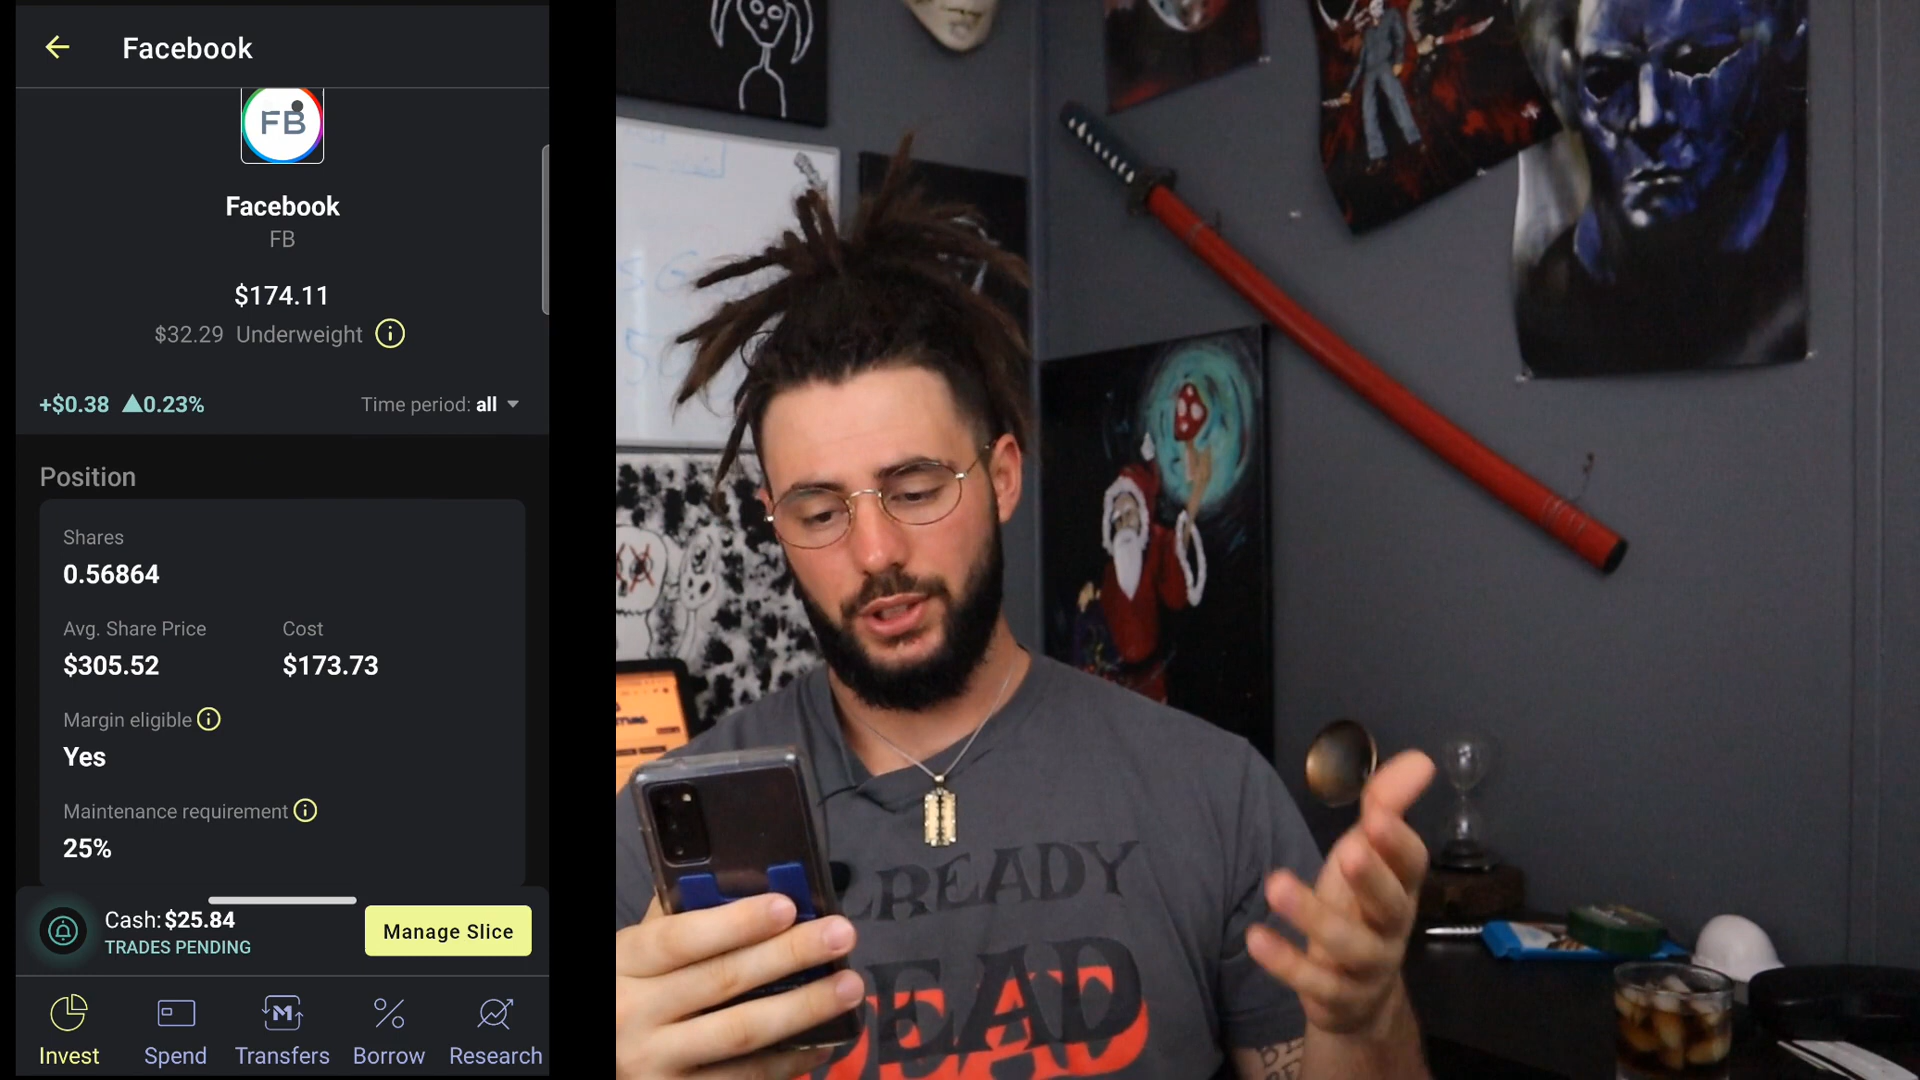 Facebook
FB
Facebook
FB
$174.11
$32.29 Underweight
+$0.38 ▲0.23% Time period: all
Position
Shares
0.56864
Avg. Share Price Cost
$305.52 $173.73
Margin eligible
Yes
Maintenance requirement
25%
Cash: $25.84
TRADES PENDING
Manage Slice
Invest Spend Transfers Borrow Research
LREADY
DEAD